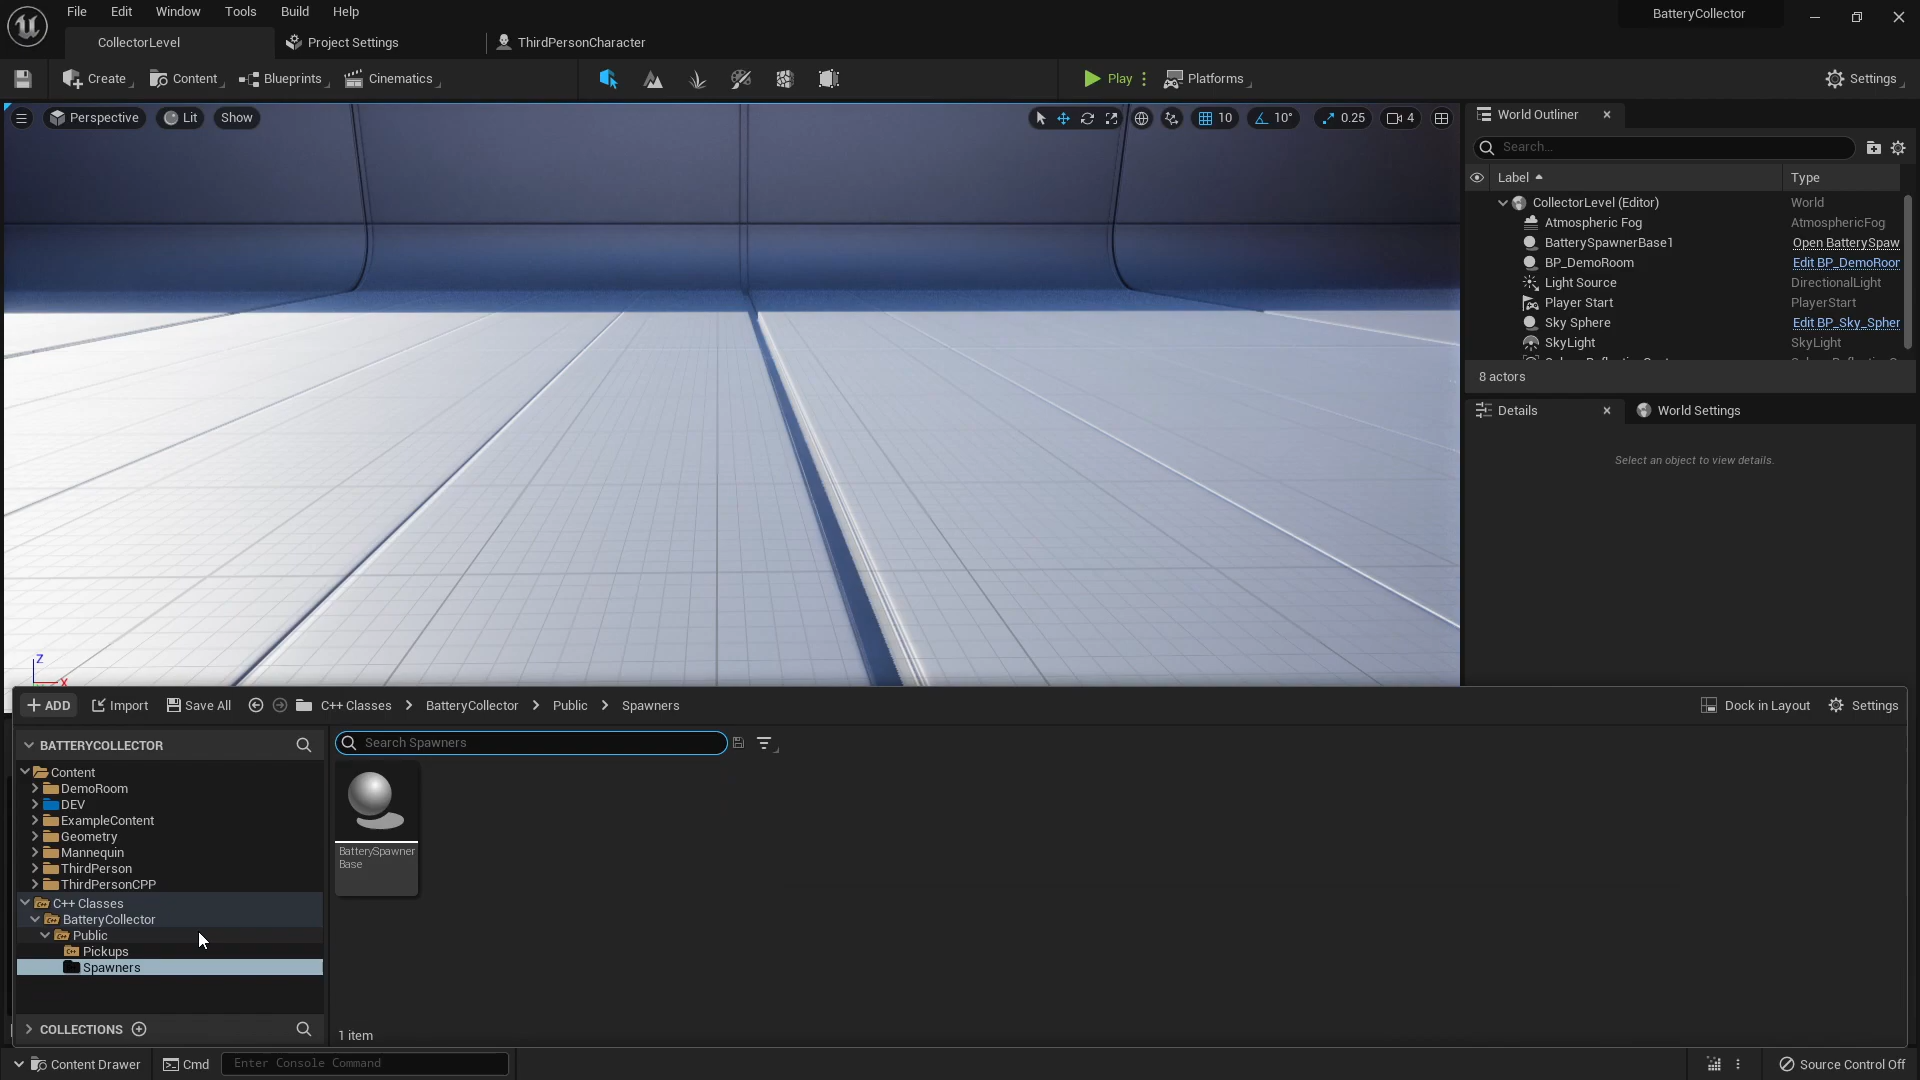 File Edit Window Tools Build Help
BatteryCollector
CollectorLevel
Project Settings
ThirdPersonCharacter
Create
Content
Blueprints
Cinematics
Play
Platforms
Settings
Perspective
Lit
Show
10
10°
0.25
4
World Outliner
Search...
Label
Type
CollectorLevel (Editor) World
Atmospheric Fog AtmosphericFog
BatterySpawnerBase1 Open BatterySpaw
BP_DemoRoom Edit BP_DemoRoor
Light Source DirectionalLight
Player Start PlayerStart
Sky Sphere Edit BP_Sky_Spher
SkyLight SkyLight
8 actors
Details
World Settings
Select an object to view details.
Z
X
ADD
Import
Save All
C++ Classes
BatteryCollector
Public
Spawners
Dock in Layout
Settings
BATTERYCOLLECTOR
Search Spawners
Content
DemoRoom
DEV
ExampleContent
Geometry
Mannequin
ThirdPerson
ThirdPersonCPP
C++ Classes
BatteryCollector
Public
Pickups
Spawners
BatterySpawner
Base
COLLECTIONS
1 item
Content Drawer
Cmd
Enter Console Command
Source Control Off